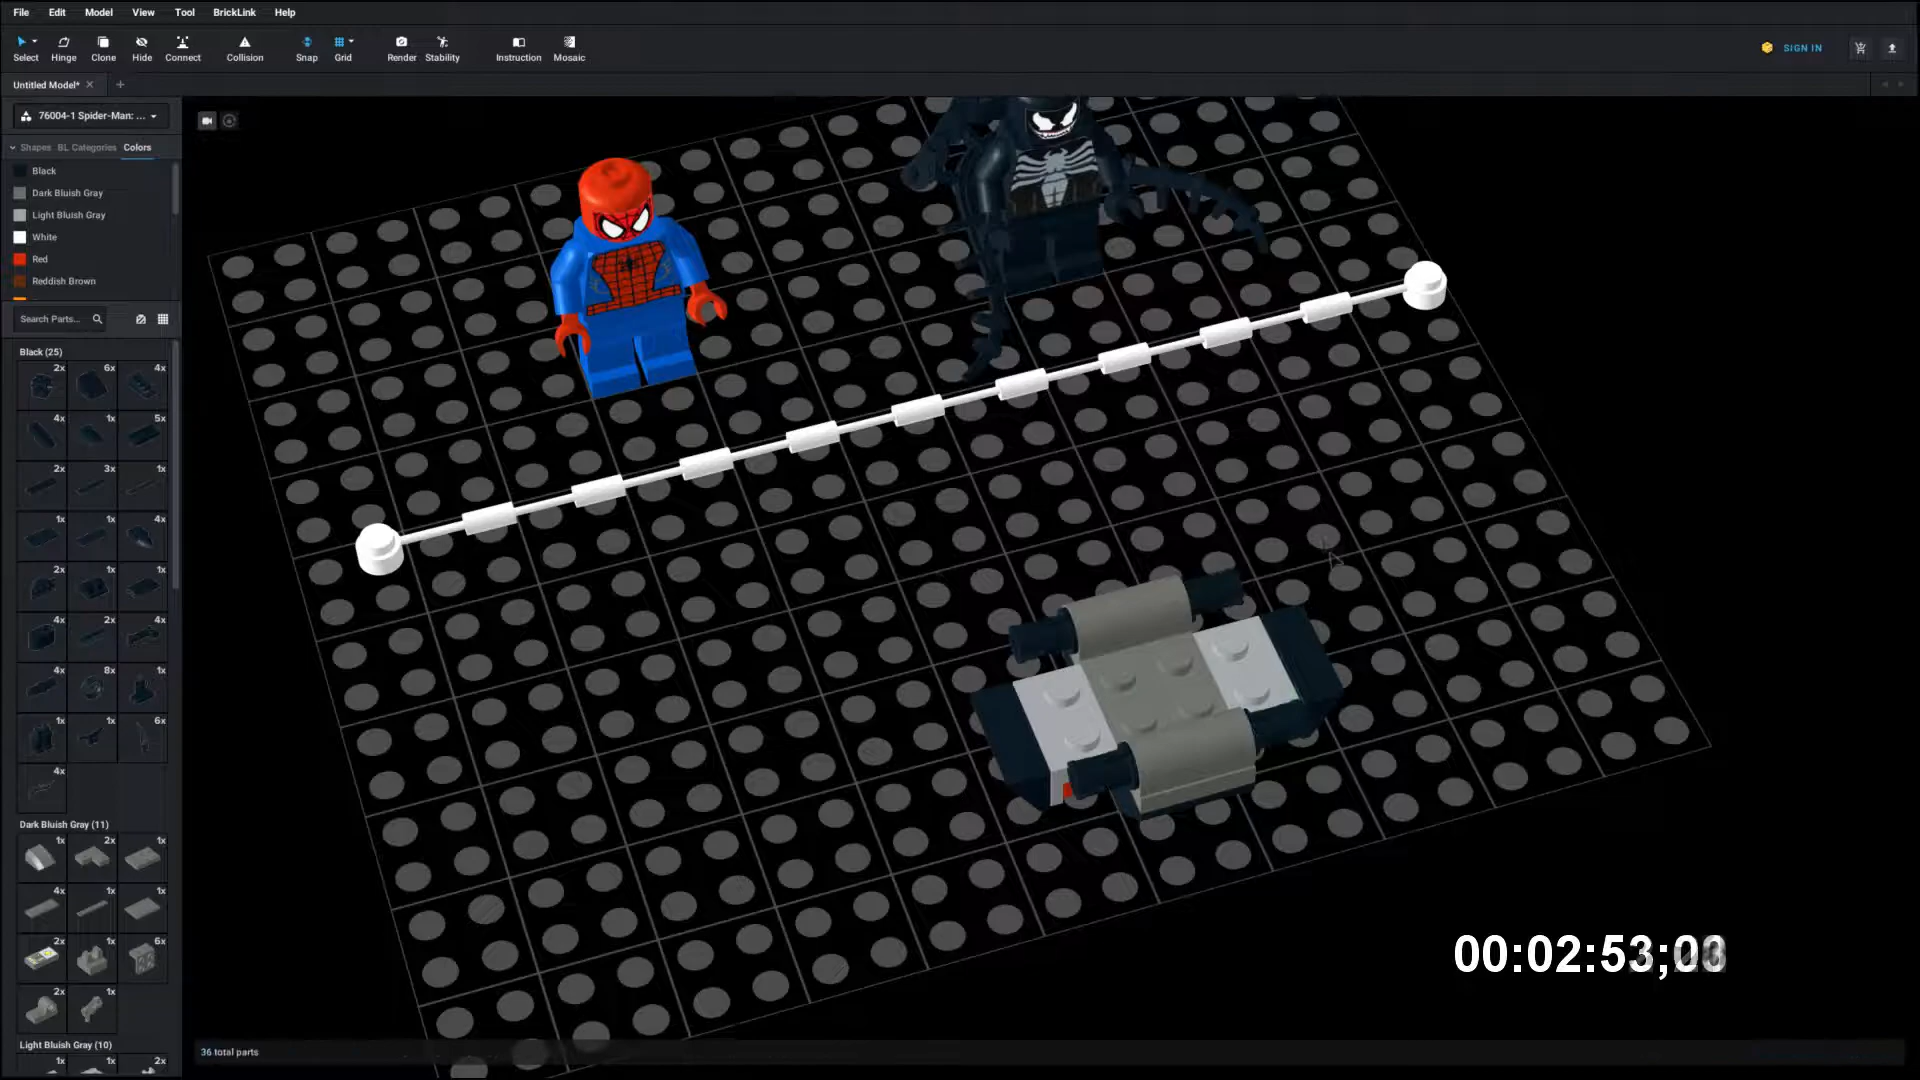 File Edit Model View Tool BrickLink Help
Select Hinge Clone Hide Connect Collision Snap Grid Render Stability Instruction Mosaic SIGN IN
Untitled Model*
76004-1 Spider-Man: ...
Shapes BL Categories Colors
Black
Dark Bluish Gray
Light Bluish Gray
White
Red
Reddish Brown
Search Parts...
Black (25)
2x 6x 4x
4x 1x 5x
2x 3x 1x
1x 1x 4x
2x 1x 1x
4x 2x 4x
4x 8x 1x
1x 1x 6x
4x
Dark Bluish Gray (11)
1x 2x 1x
4x 1x 1x
2x 1x 6x
2x 1x
Light Bluish Gray (10)
1x 1x 2x
00:02:53;
36 total parts